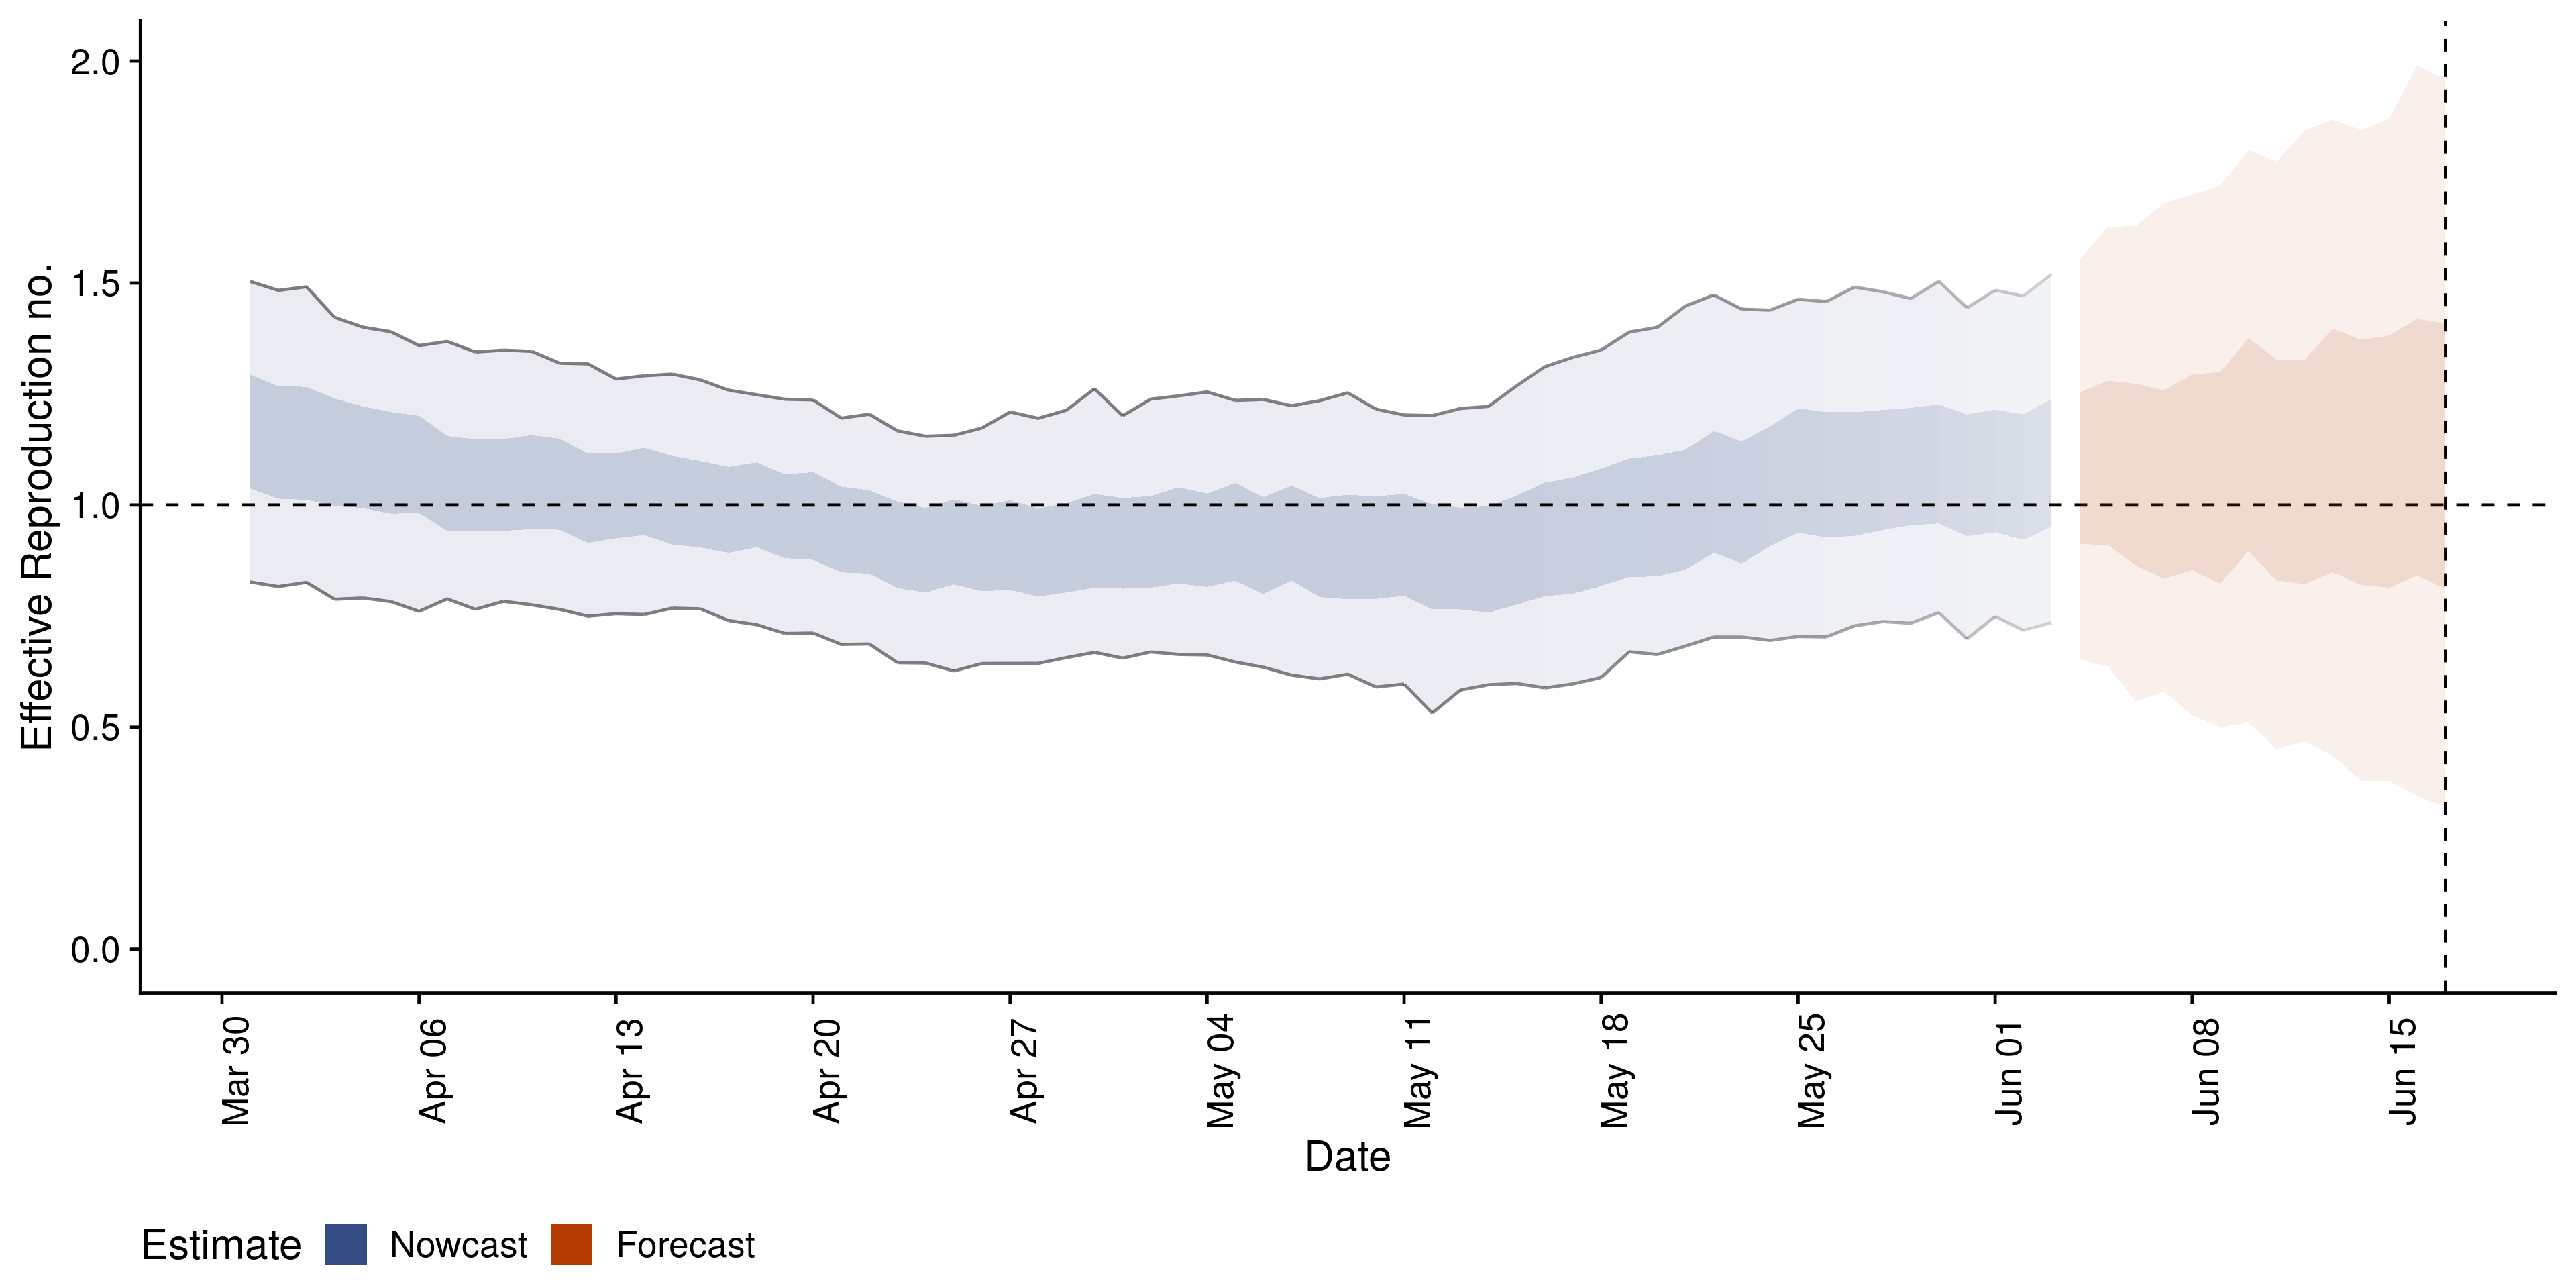 Effective Reproduction no.
2.0
1.5
1.0
0.5
0.0
Mar 30
Apr 06
Apr 13
Apr 20
Apr 27
May 04
May 11
May 18
May 25
Jun 01
Jun 08
Jun 15
Date
Estimate Nowcast Forecast